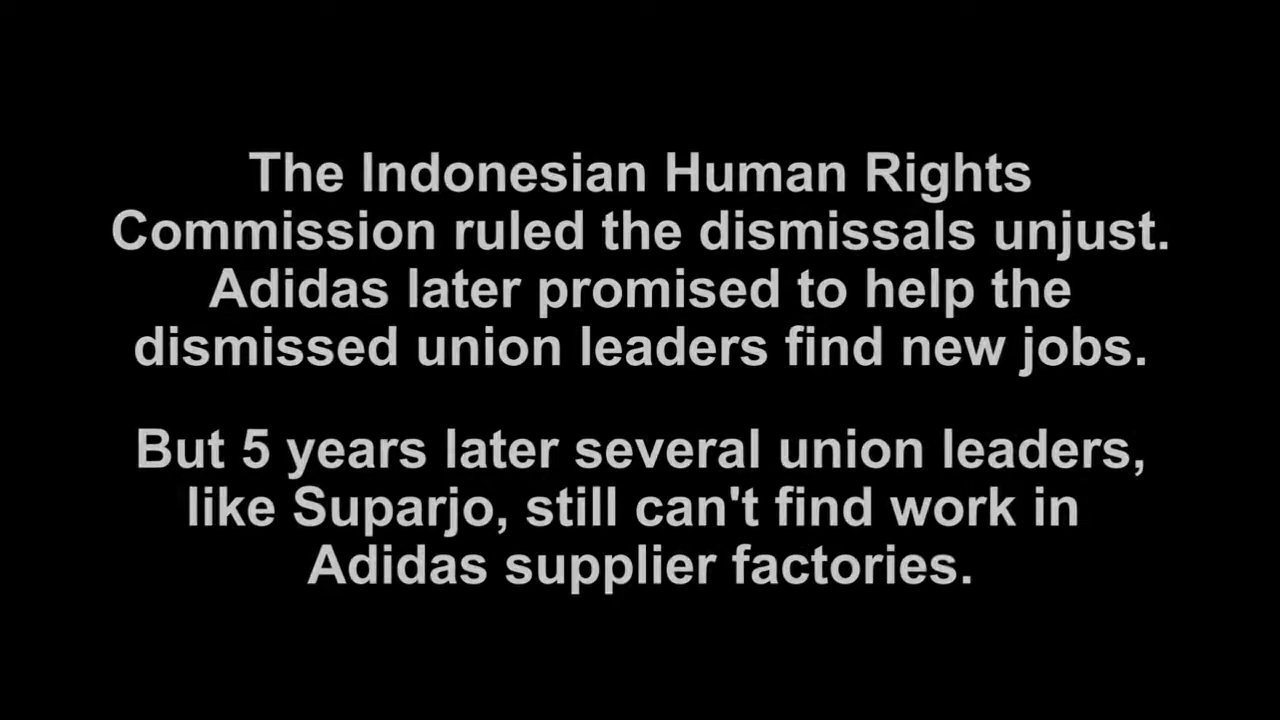 The Indonesian Human Rights
Commission ruled the dismissals unjust.
Adidas later promised to help the
dismissed union leaders find new jobs.
But 5 years later several union leaders,
like Suparjo, still can't find work in
Adidas supplier factories.